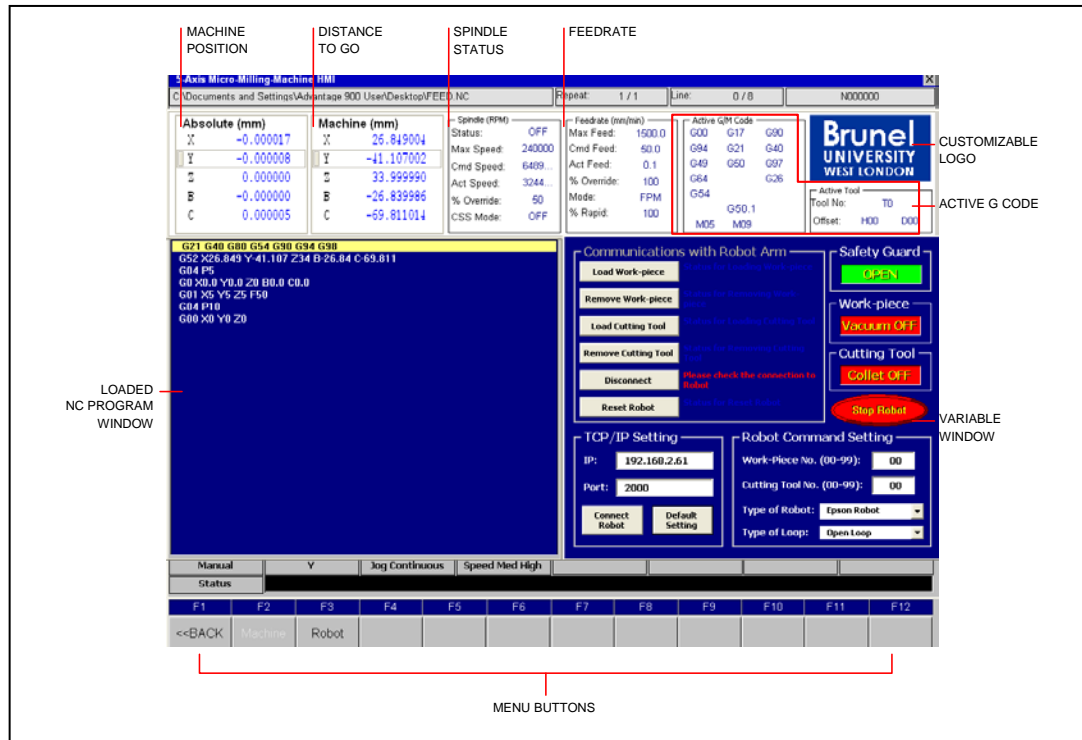 MACHINE POSITION
DISTANCE TO GO
SPINDLE STATUS
FEEDRATE
5-Axis Micro-Milling-Machine HMI
C:\Documents and Settings\Advantage 900 User\Desktop\FEED.NC
Repeat: 1 / 1
Line: 0 / 8
N000000
Absolute (mm)
X -0.000017
Y -0.000008
Z 0.000000
B -0.000000
C 0.000005
Machine (mm)
X 26.849004
Y -41.107002
Z 33.999990
B -26.839986
C -69.811014
Spindle (RPM)
Status: OFF
Max Speed: 240000
Cmd Speed: 6489...
Act Speed: 3244...
% Override: 50
CSS Mode: OFF
Feedrate (mm/min)
Max Feed: 1500.0
Cmd Feed: 50.0
Act Feed: 0.1
% Override: 100
Mode: FPM
% Rapid: 100
Active G/M Code
G00 G17 G90
G94 G21 G40
G49 G60 G97
G64 G26
G54
G50.1
M05 M09
Brunel
UNIVERSITY
WEST LONDON
Active Tool
Tool No: T0
Offset: H00 D00
CUSTOMIZABLE LOGO
ACTIVE G CODE
G21 G40 G80 G54 G90 G94 G98
G52 X26.849 Y-41.107 Z34 B-26.84 C-69.811
G04 P5
G0 X0.0 Y0.0 Z0 B0.0 C0.0
G01 X5 Y5 Z5 F50
G04 P10
G00 X0 Y0 Z0
LOADED NC PROGRAM WINDOW
Communications with Robot Arm
Load Work-piece
Remove Work-piece
Load Cutting Tool
Remove Cutting Tool
Disconnect
Please check the connection to Robot
Reset Robot
Safety Guard
OPEN
Work-piece
Vacuum OFF
Cutting Tool
Collet OFF
Stop Robot
VARIABLE WINDOW
TCP/IP Setting
IP: 192.168.2.61
Port: 2000
Connect Robot
Default Setting
Robot Command Setting
Work-Piece No. (00-99): 00
Cutting Tool No. (00-99): 00
Type of Robot: Epson Robot
Type of Loop: Open Loop
Manual
Y
Jog Continuous
Speed Med High
Status
F1 F2 F3 F4 F5 F6 F7 F8 F9 F10 F11 F12
<<BACK Machine Robot
MENU BUTTONS